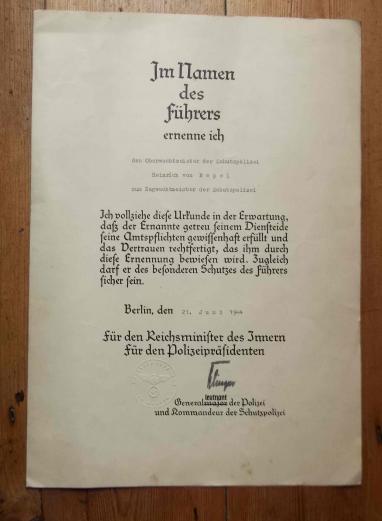 Im Namen
des
Führers
ernenne ich
den Oberwachtmeister der Schutzpolizei
Heinrich von
zum Zugwachtmeister der Schutzpolizei
Ich vollziehe diese Urkunde in der Erwartung,
daß der Ernannte getreu seinem Diensteide
seine Amtspflichten gewissenhaft erfüllt und
das Vertrauen rechtfertigt, das ihm durch
diese Ernennung bewiesen wird. Zugleich
darf er des besonderen Schutzes des Führers
sicher sein.
Berlin, den 21. Juni 1944
Für den Reichsminister des Innern
Für den Polizeipräsidenten
leutnant
Generalmajor der Polizei
und Kommandeur der Schutzpolizei